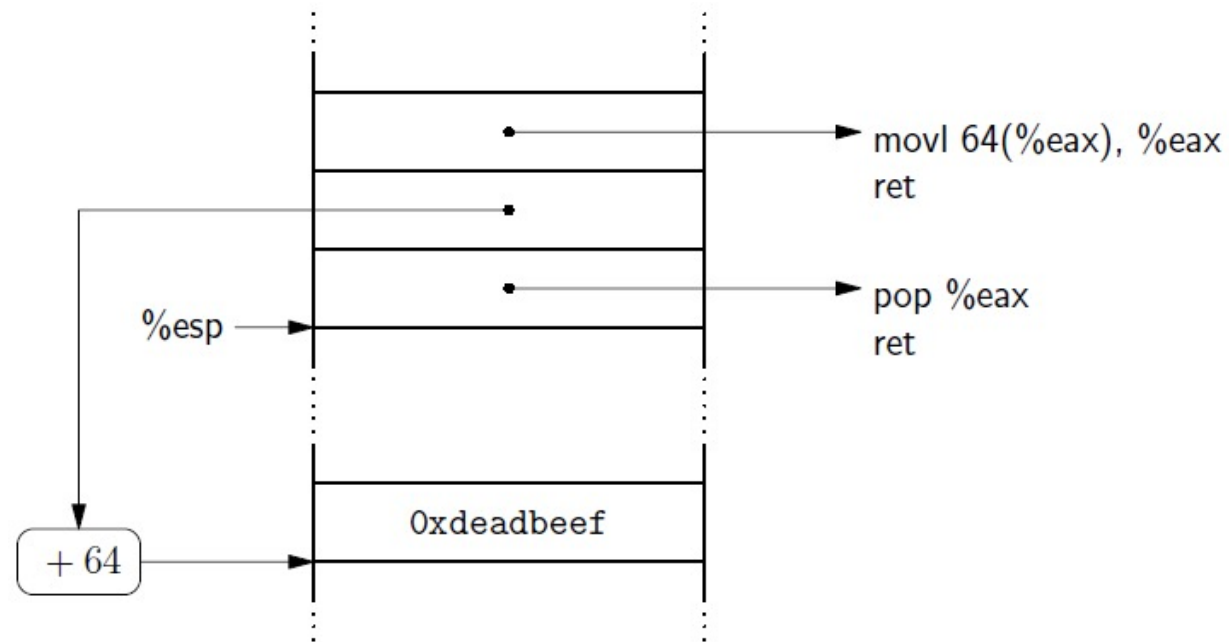 movl 64(%eax), %eax
ret
pop %eax
ret
%esp
0xdeadbeef
+ 64